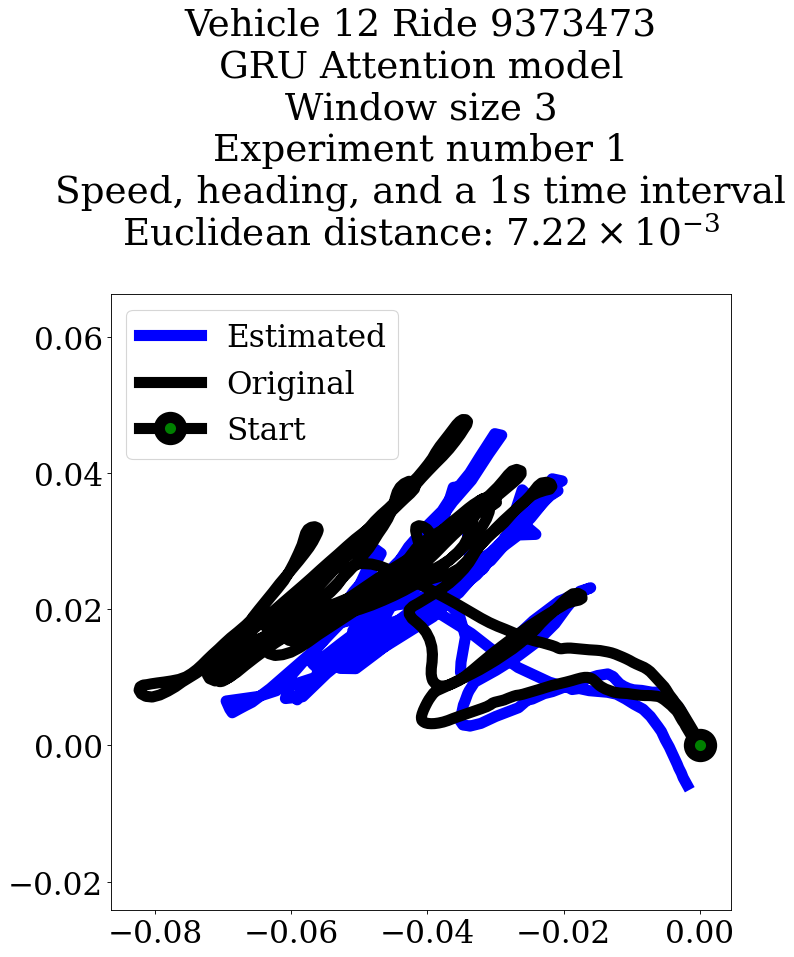 Vehicle 12 Ride 9373473
GRU Attention model
Window size 3
Experiment number 1
Speed, heading, and a 1s time interval
Euclidean distance: 7.22 × 10⁻³
Estimated
Original
Start
0.06
0.04
0.02
0.00
−0.02
−0.08 −0.06 −0.04 −0.02 0.00